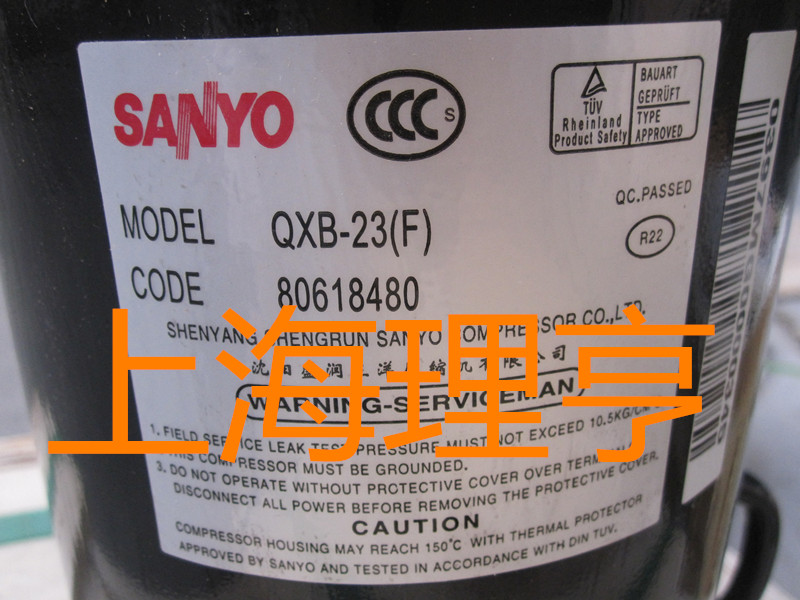 SANYO
CCC S
TÜV
Rheinland
Product Safety
BAUART
GEPRÜFT
TYPE
APPROVED
QC.PASSED
R22
MODEL QXB-23(F)
CODE 80618480
SHENYANG SHENGRUN SANYO COMPRESSOR CO.,LTD.
上海理亨
WARNING-SERVICEMAN
1. FIELD SERVICE LEAK TEST PRESSURE MUST NOT EXCEED 10.5KG/
THIS COMPRESSOR MUST BE GROUNDED.
3. DO NOT OPERATE WITHOUT PROTECTIVE COVER OVER
DISCONNECT ALL POWER BEFORE REMOVING THE PROTECTIVE COVER.
CAUTION
COMPRESSOR HOUSING MAY REACH 150℃ WITH THERMAL PROTECTOR
APPROVED BY SANYO AND TESTED IN ACCORDANCE WITH DIN TUV.